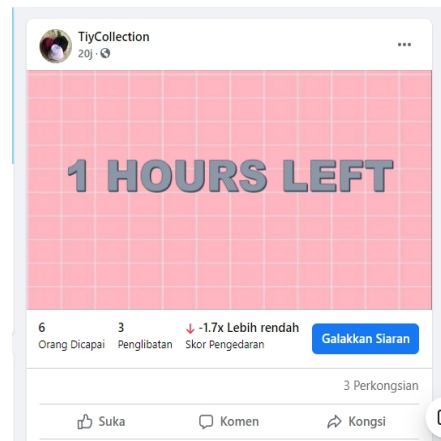 TiyCollection
20j ·
1 HOURS LEFT
6 3 -1.7x Lebih rendah
Orang Dicapai Penglibatan Skor Pengedaran
Galakkan Siaran
3 Perkongsian
Suka Komen Kongsi